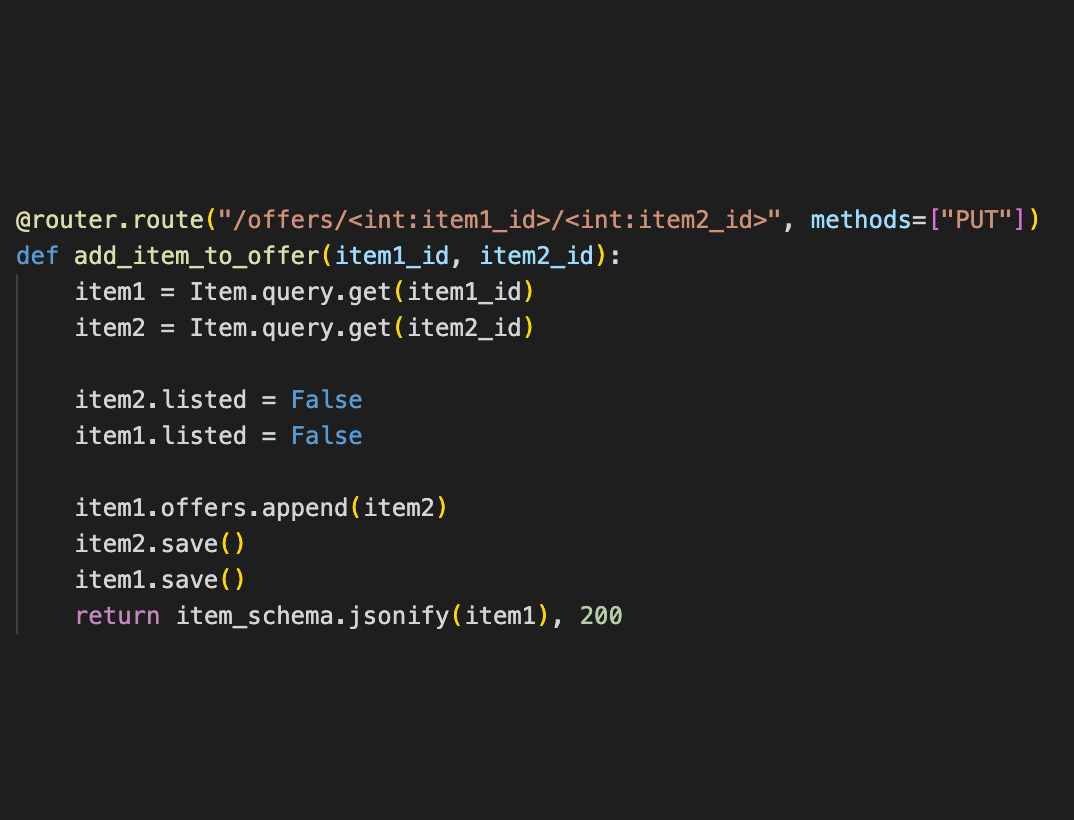 @router.route("/offers/<int:item1_id>/<int:item2_id>", methods=["PUT"])
def add_item_to_offer(item1_id, item2_id):
    item1 = Item.query.get(item1_id)
    item2 = Item.query.get(item2_id)

    item2.listed = False
    item1.listed = False

    item1.offers.append(item2)
    item2.save()
    item1.save()
    return item_schema.jsonify(item1), 200